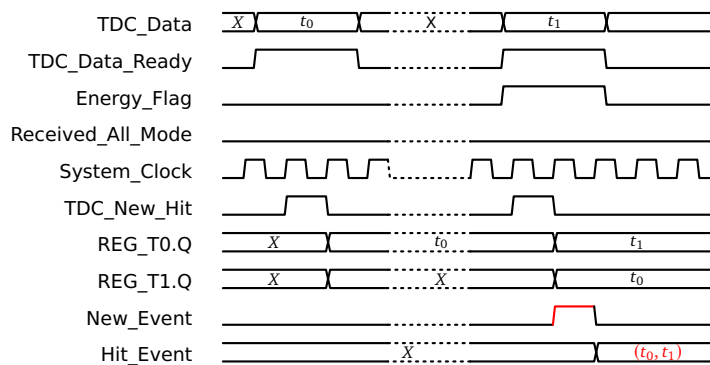 TDC_Data X t₀ X t₁
TDC_Data_Ready
Energy_Flag
Received_All_Mode
System_Clock
TDC_New_Hit
REG_T0.Q X t₀ t₁
REG_T1.Q X X t₀
New_Event
Hit_Event X (t₀, t₁)